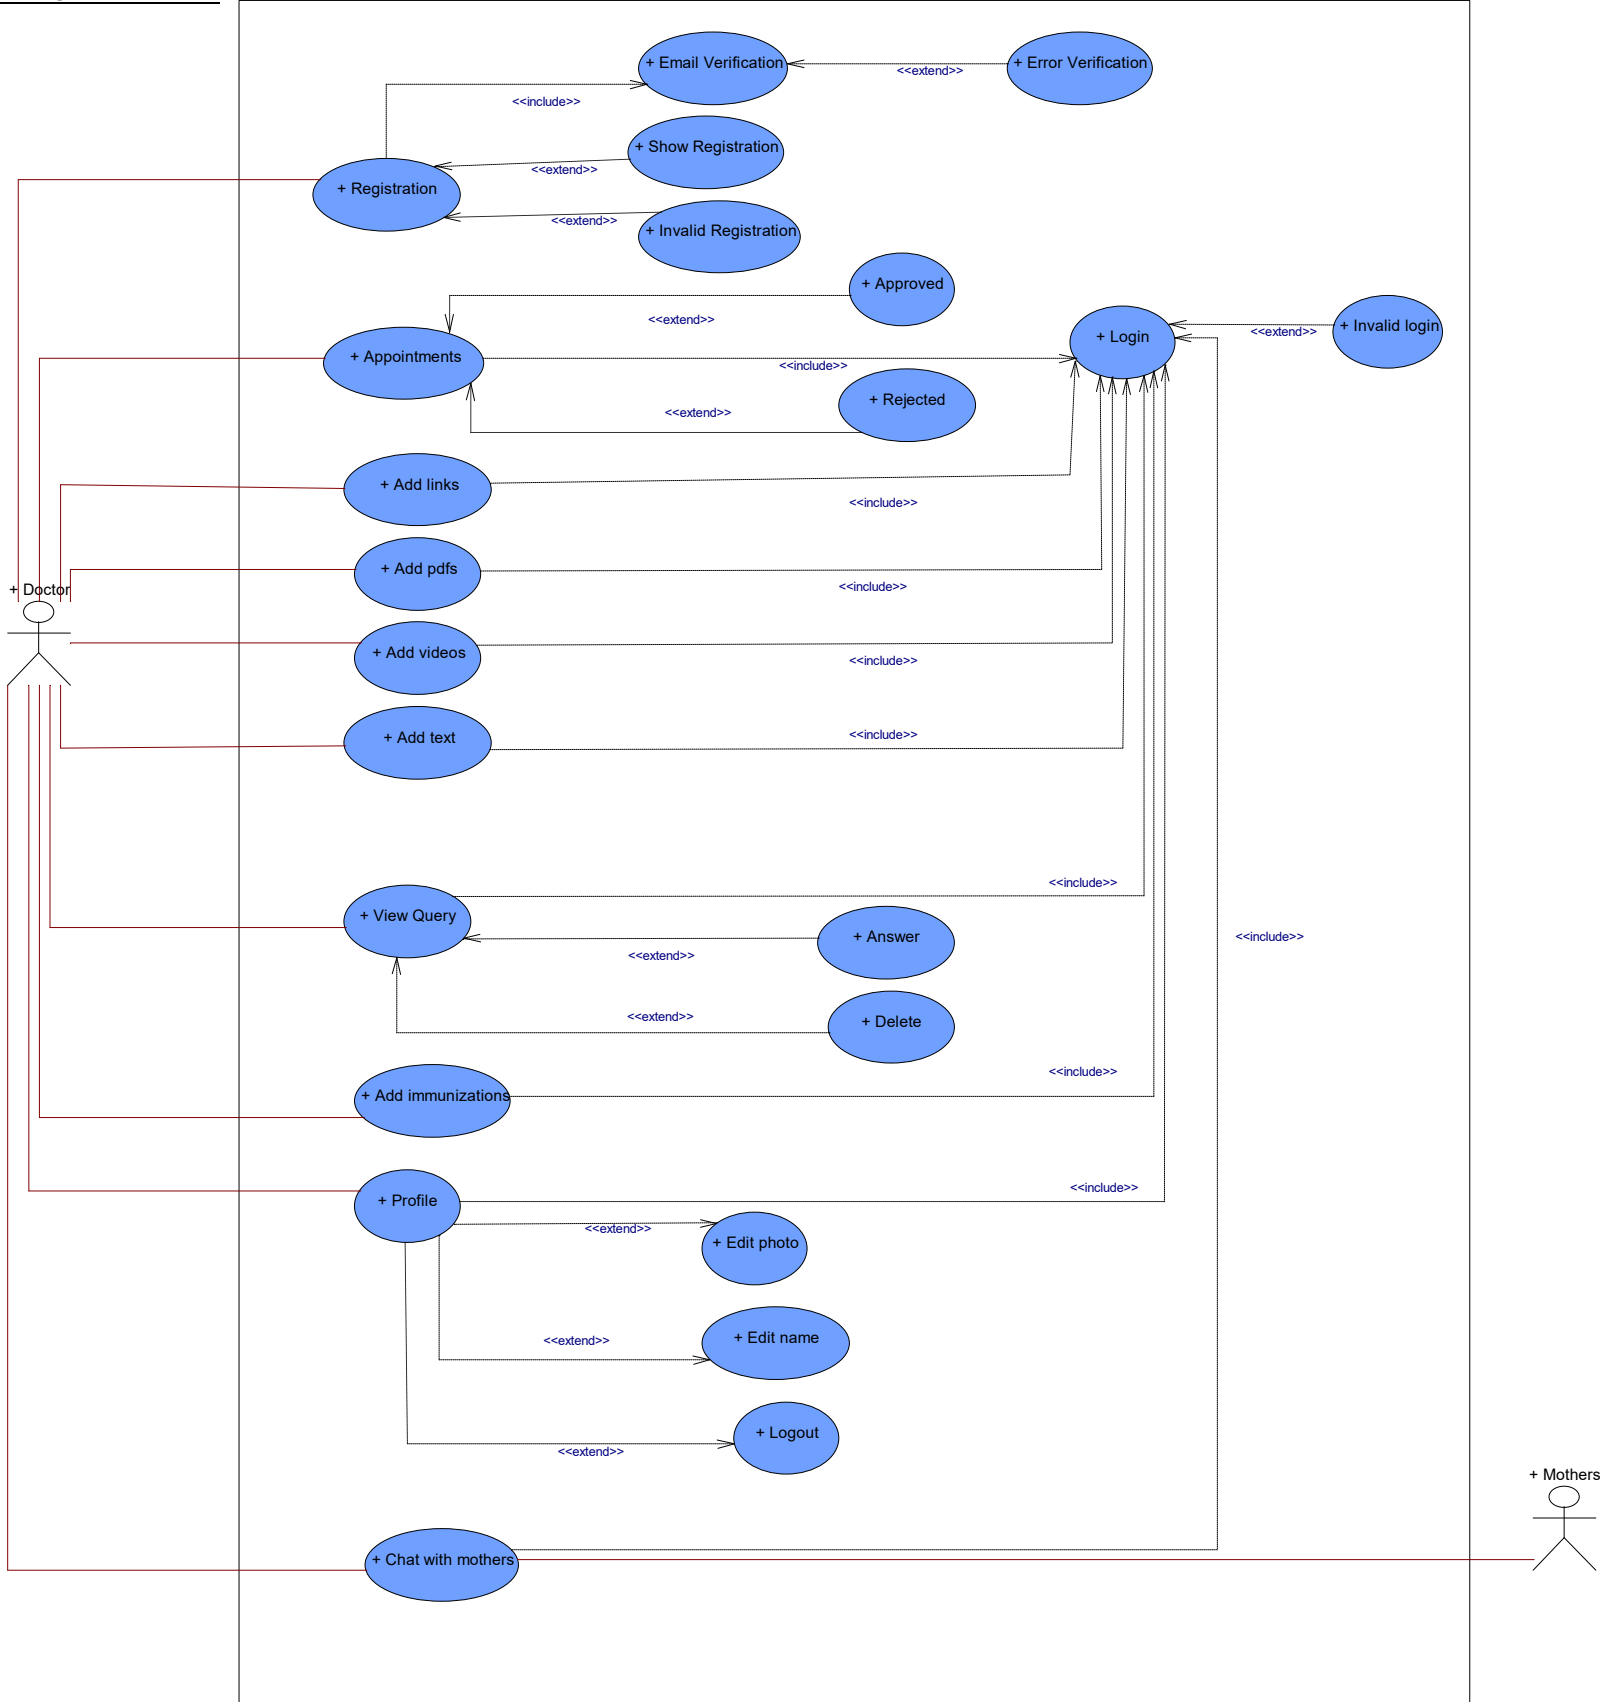 + Email Verification
<<extend>>
+ Error Verification
<<include>>
+ Show Registration
<<extend>>
+ Registration
<<extend>>
+ Invalid Registration
+ Approved
<<extend>>
+ Login
<<extend>>
+ Invalid login
+ Appointments
<<include>>
+ Rejected
<<extend>>
+ Add links
<<include>>
+ Add pdfs
<<include>>
+ Doctor
+ Add videos
<<include>>
+ Add text
<<include>>
<<include>>
+ View Query
+ Answer
<<include>>
<<extend>>
<<extend>>
+ Delete
<<include>>
+ Add immunizations
<<include>>
+ Profile
<<extend>>
+ Edit photo
<<extend>>
+ Edit name
+ Logout
<<extend>>
+ Mothers
+ Chat with mothers